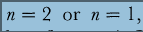 n = 2 or n = 1,